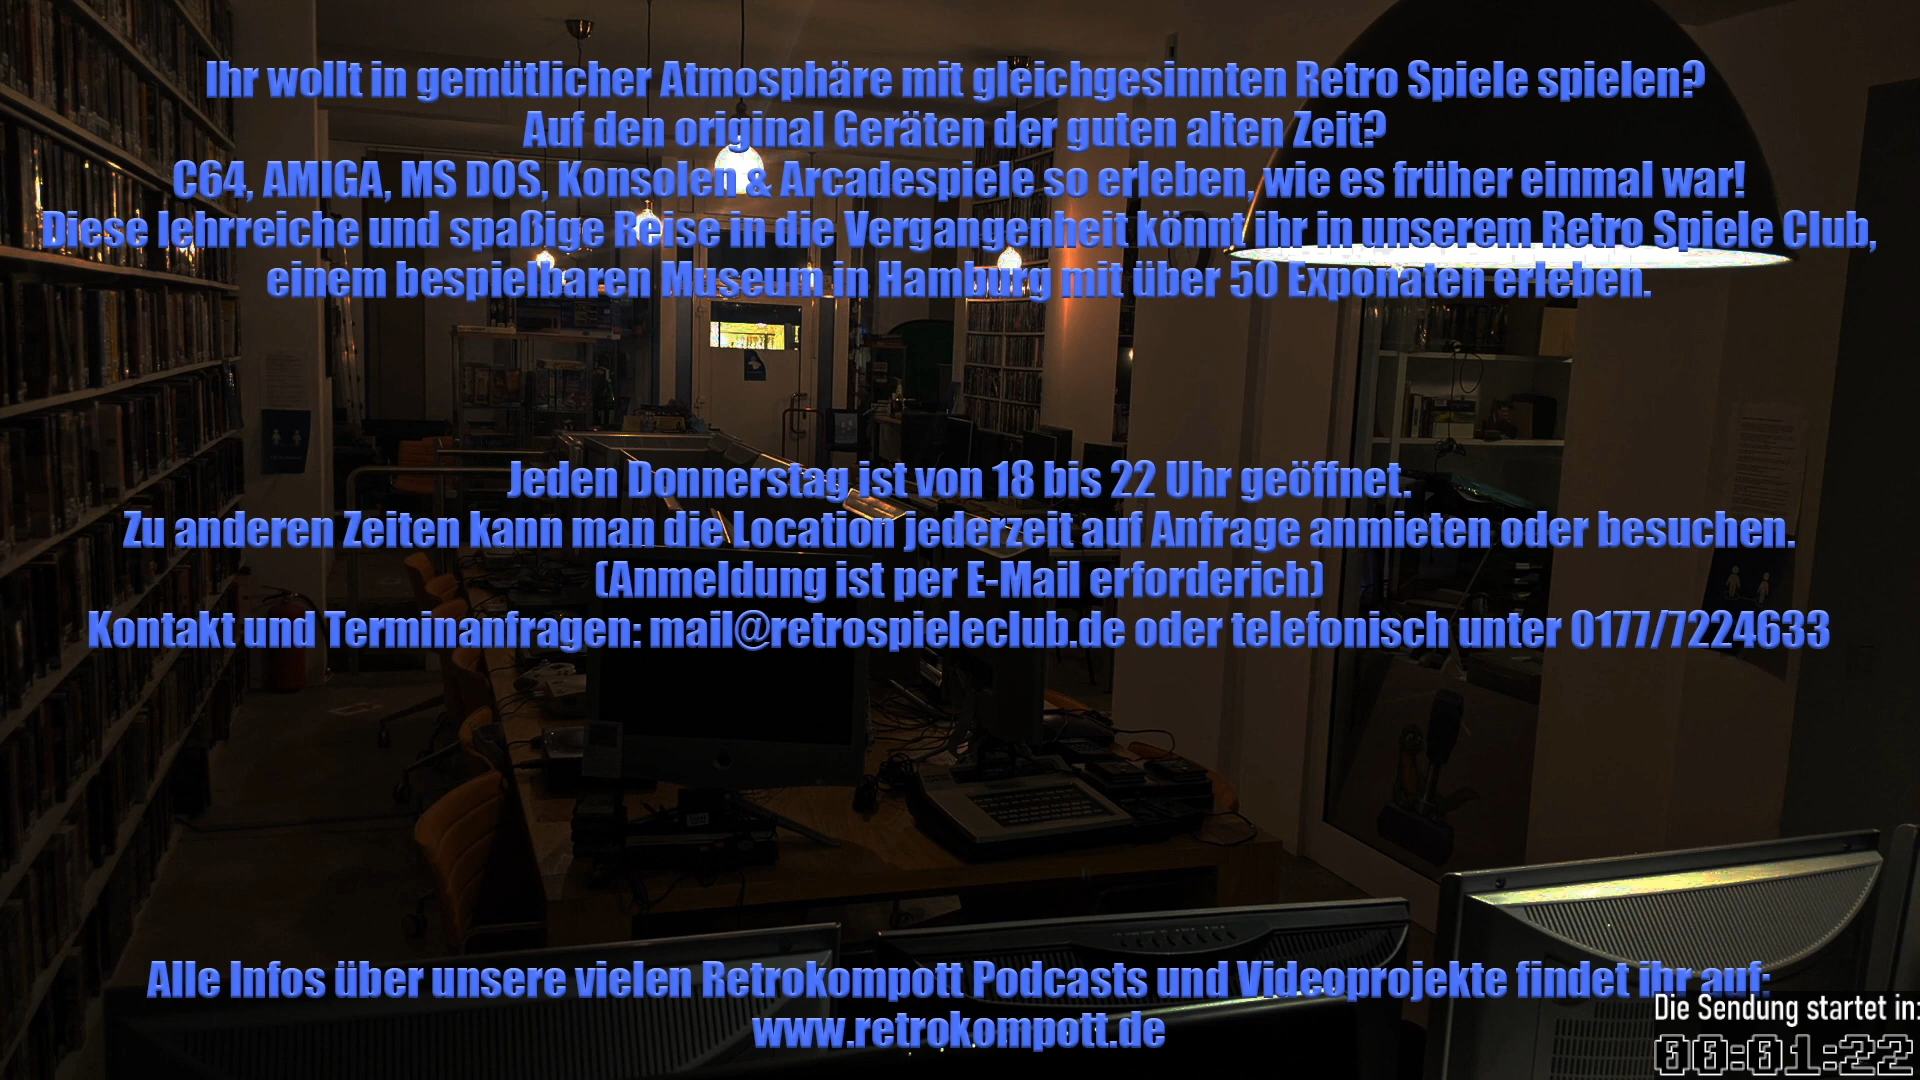 Ihr wollt in gemütlicher Atmosphäre mit gleichgesinnten Retro Spiele spielen?
Auf den original Geräten der guten alten Zeit?
C64, AMIGA, MS DOS, Konsolen & Arcadespiele so erleben, wie es früher einmal war!
Diese lehrreiche und spaßige Reise in die Vergangenheit könnt ihr in unserem Retro Spiele Club,
einem bespielbaren Museum in Hamburg mit über 50 Exponaten erleben.
Jeden Donnerstag ist von 18 bis 22 Uhr geöffnet.
Zu anderen Zeiten kann man die Location jederzeit auf Anfrage anmieten oder besuchen.
(Anmeldung ist per E-Mail erforderich)
Kontakt und Terminanfragen: mail@retrospieleclub.de oder telefonisch unter 0177/7224633
Alle Infos über unsere vielen Retrokompott Podcasts und Videoprojekte findet ihr auf:
www.retrokompott.de
Die Sendung startet in:
00:01:22